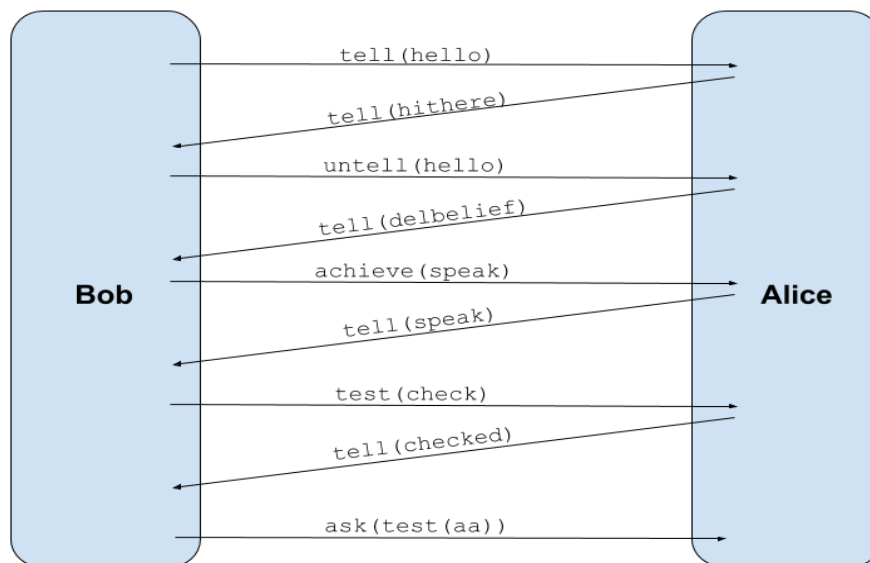 tell(hello)
tell(hithere)
untell(hello)
tell(delbelief)
achieve(speak)
Bob
Alice
tell(speak)
test(check)
tell(checked)
ask(test(aa))